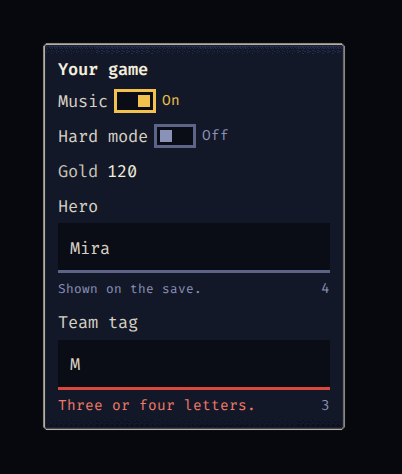 Your game
Music On
Hard mode Off
Gold 120
Hero
Mira
Shown on the save. 4
Team tag
M
Three or four letters. 3